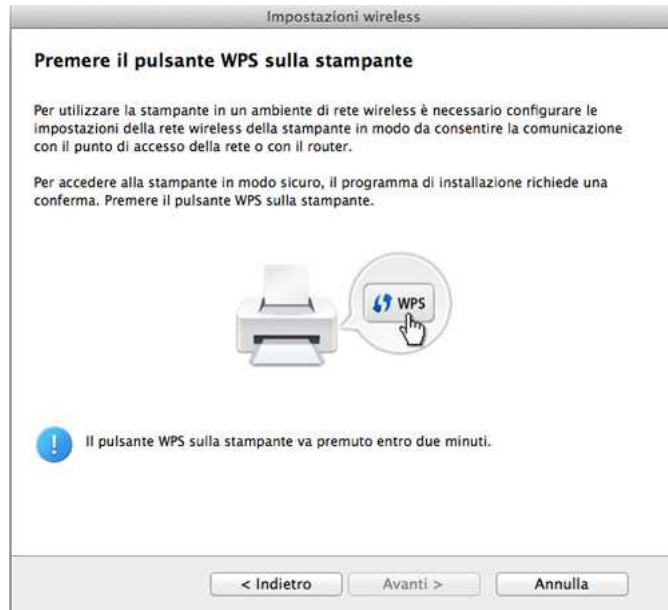 Impostazioni wireless
Premere il pulsante WPS sulla stampante
Per utilizzare la stampante in un ambiente di rete wireless è necessario configurare le
impostazioni della rete wireless della stampante in modo da consentire la comunicazione
con il punto di accesso della rete o con il router.
Per accedere alla stampante in modo sicuro, il programma di installazione richiede una
conferma. Premere il pulsante WPS sulla stampante.
WPS
Il pulsante WPS sulla stampante va premuto entro due minuti.
< Indietro
Avanti >
Annulla